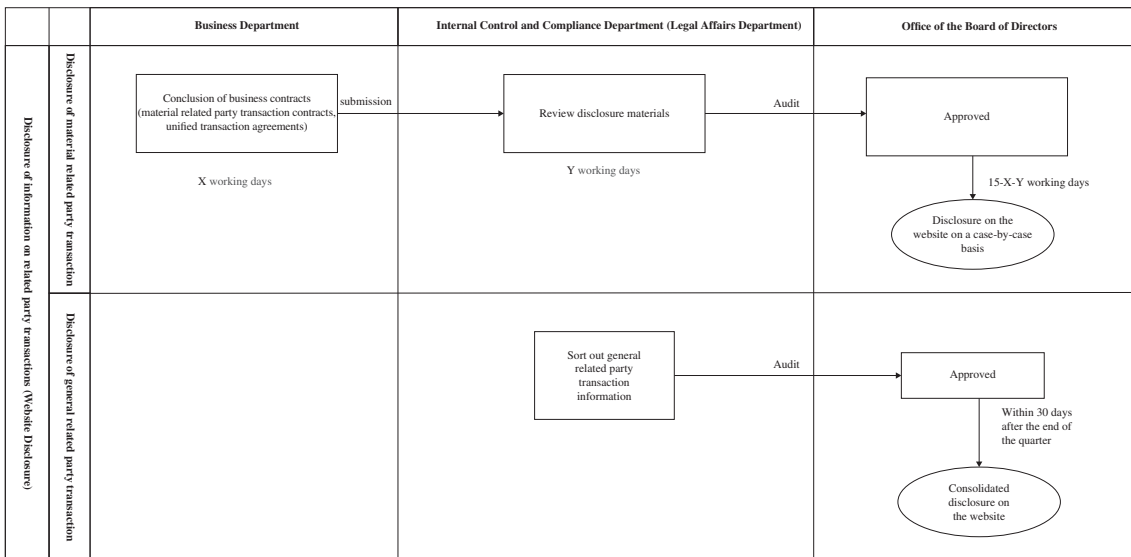 Business Department
Internal Control and Compliance Department (Legal Affairs Department)
Office of the Board of Directors
Disclosure of information on related party transactions (Website Disclosure)
Disclosure of material related party transaction
Conclusion of business contracts
(material related party transaction contracts,
unified transaction agreements)
submission
Review disclosure materials
Audit
Approved
X working days
Y working days
15-X-Y working days
Disclosure on the
website on a case-by-case
basis
Disclosure of general related party transaction
Sort out general
related party
transaction
information
Audit
Approved
Within 30 days
after the end of
the quarter
Consolidated
disclosure on
the website